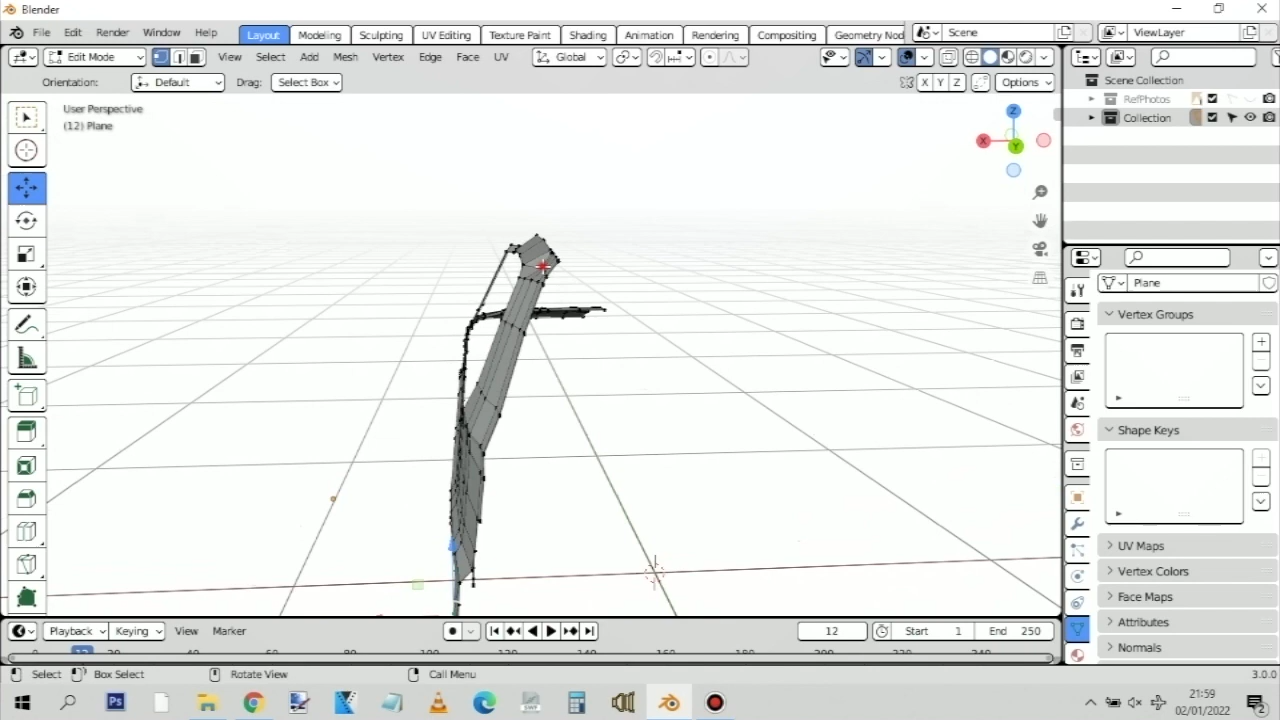 Blender
File Edit Render Window Help
Layout Modeling Sculpting UV Editing Texture Paint Shading Animation Rendering Compositing Geometry Nod
Scene
ViewLayer
Edit Mode View Select Add Mesh Vertex Edge Face UV Global
Orientation: Default Drag: Select Box
X Y Z Options
User Perspective
(12) Plane
Z
X
Y
Scene Collection
RefPhotos
Collection
Plane
Vertex Groups
Shape Keys
UV Maps
Vertex Colors
Face Maps
Attributes
Normals
Playback Keying View Marker
12 Start 1 End 250
Select Box Select Rotate View Call Menu 3.0.0
Ps
21:59
02/01/2022
2